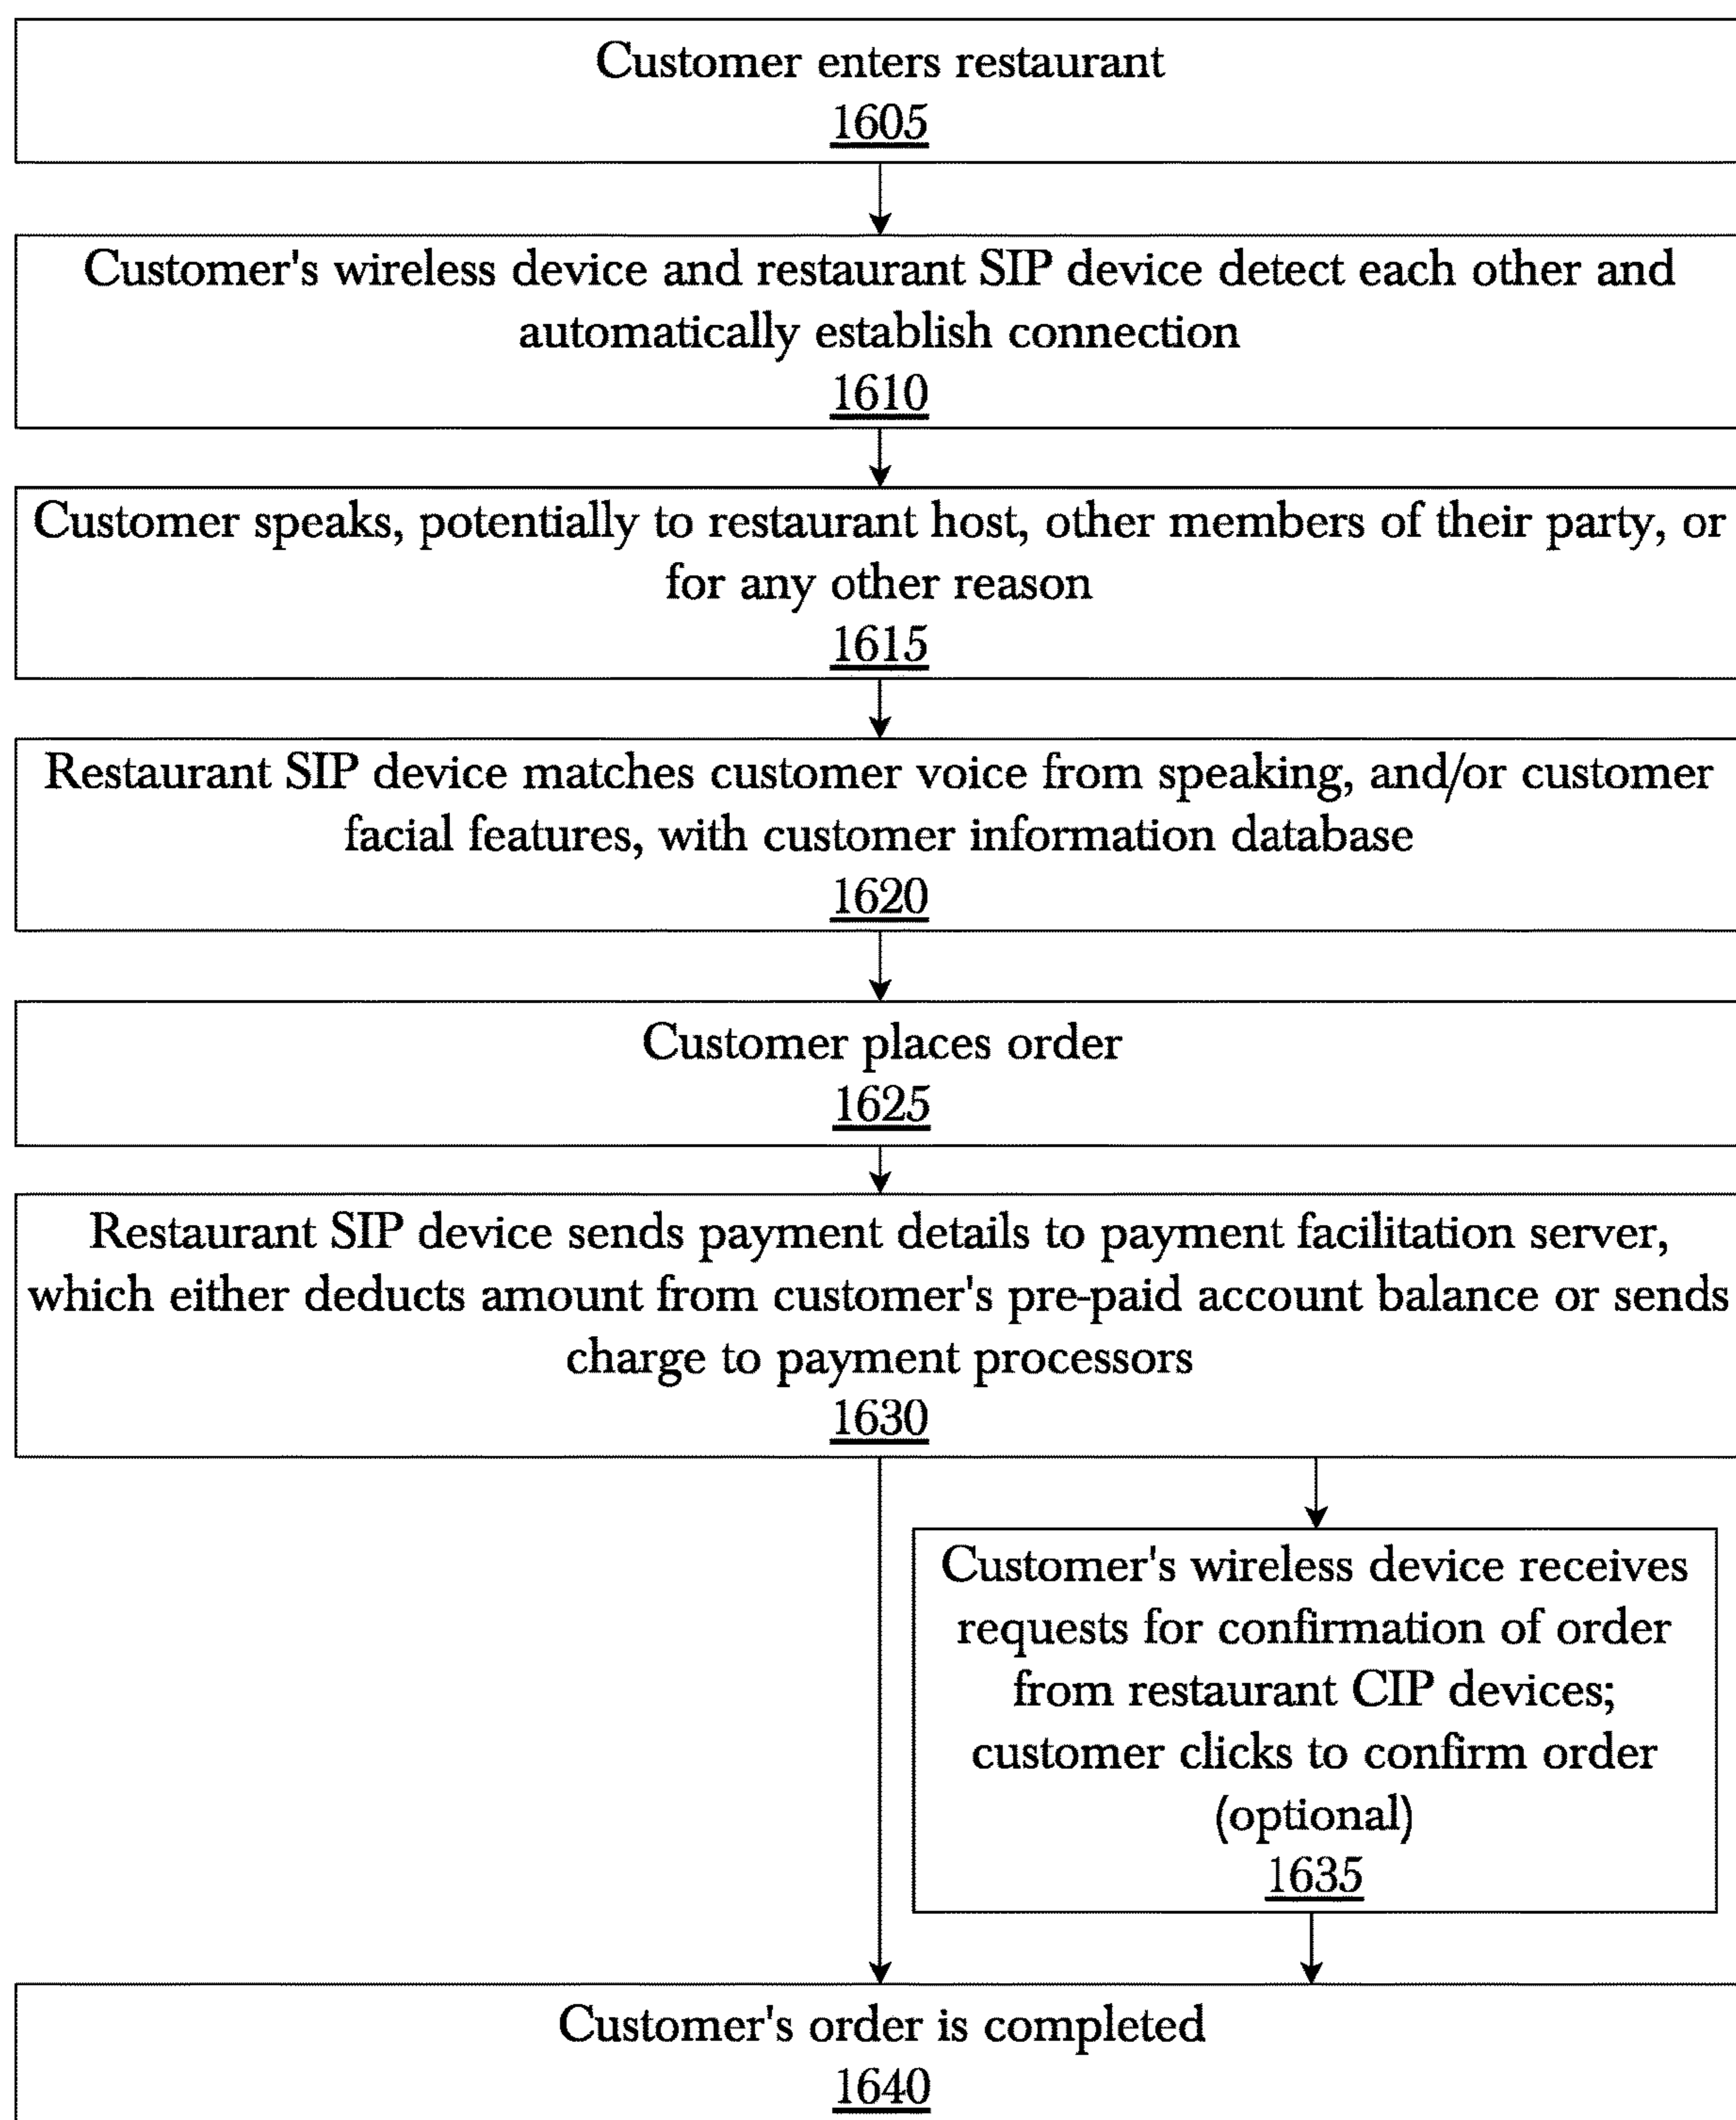 Customer enters restaurant
1605
Customer's wireless device and restaurant SIP device detect each other and
automatically establish connection
1610
Customer speaks, potentially to restaurant host, other members of their party, or
for any other reason
1615
Restaurant SIP device matches customer voice from speaking, and/or customer
facial features, with customer information database
1620
Customer places order
1625
Restaurant SIP device sends payment details to payment facilitation server,
which either deducts amount from customer's pre-paid account balance or sends
charge to payment processors
1630
Customer's wireless device receives
requests for confirmation of order
from restaurant CIP devices;
customer clicks to confirm order
(optional)
1635
Customer's order is completed
1640